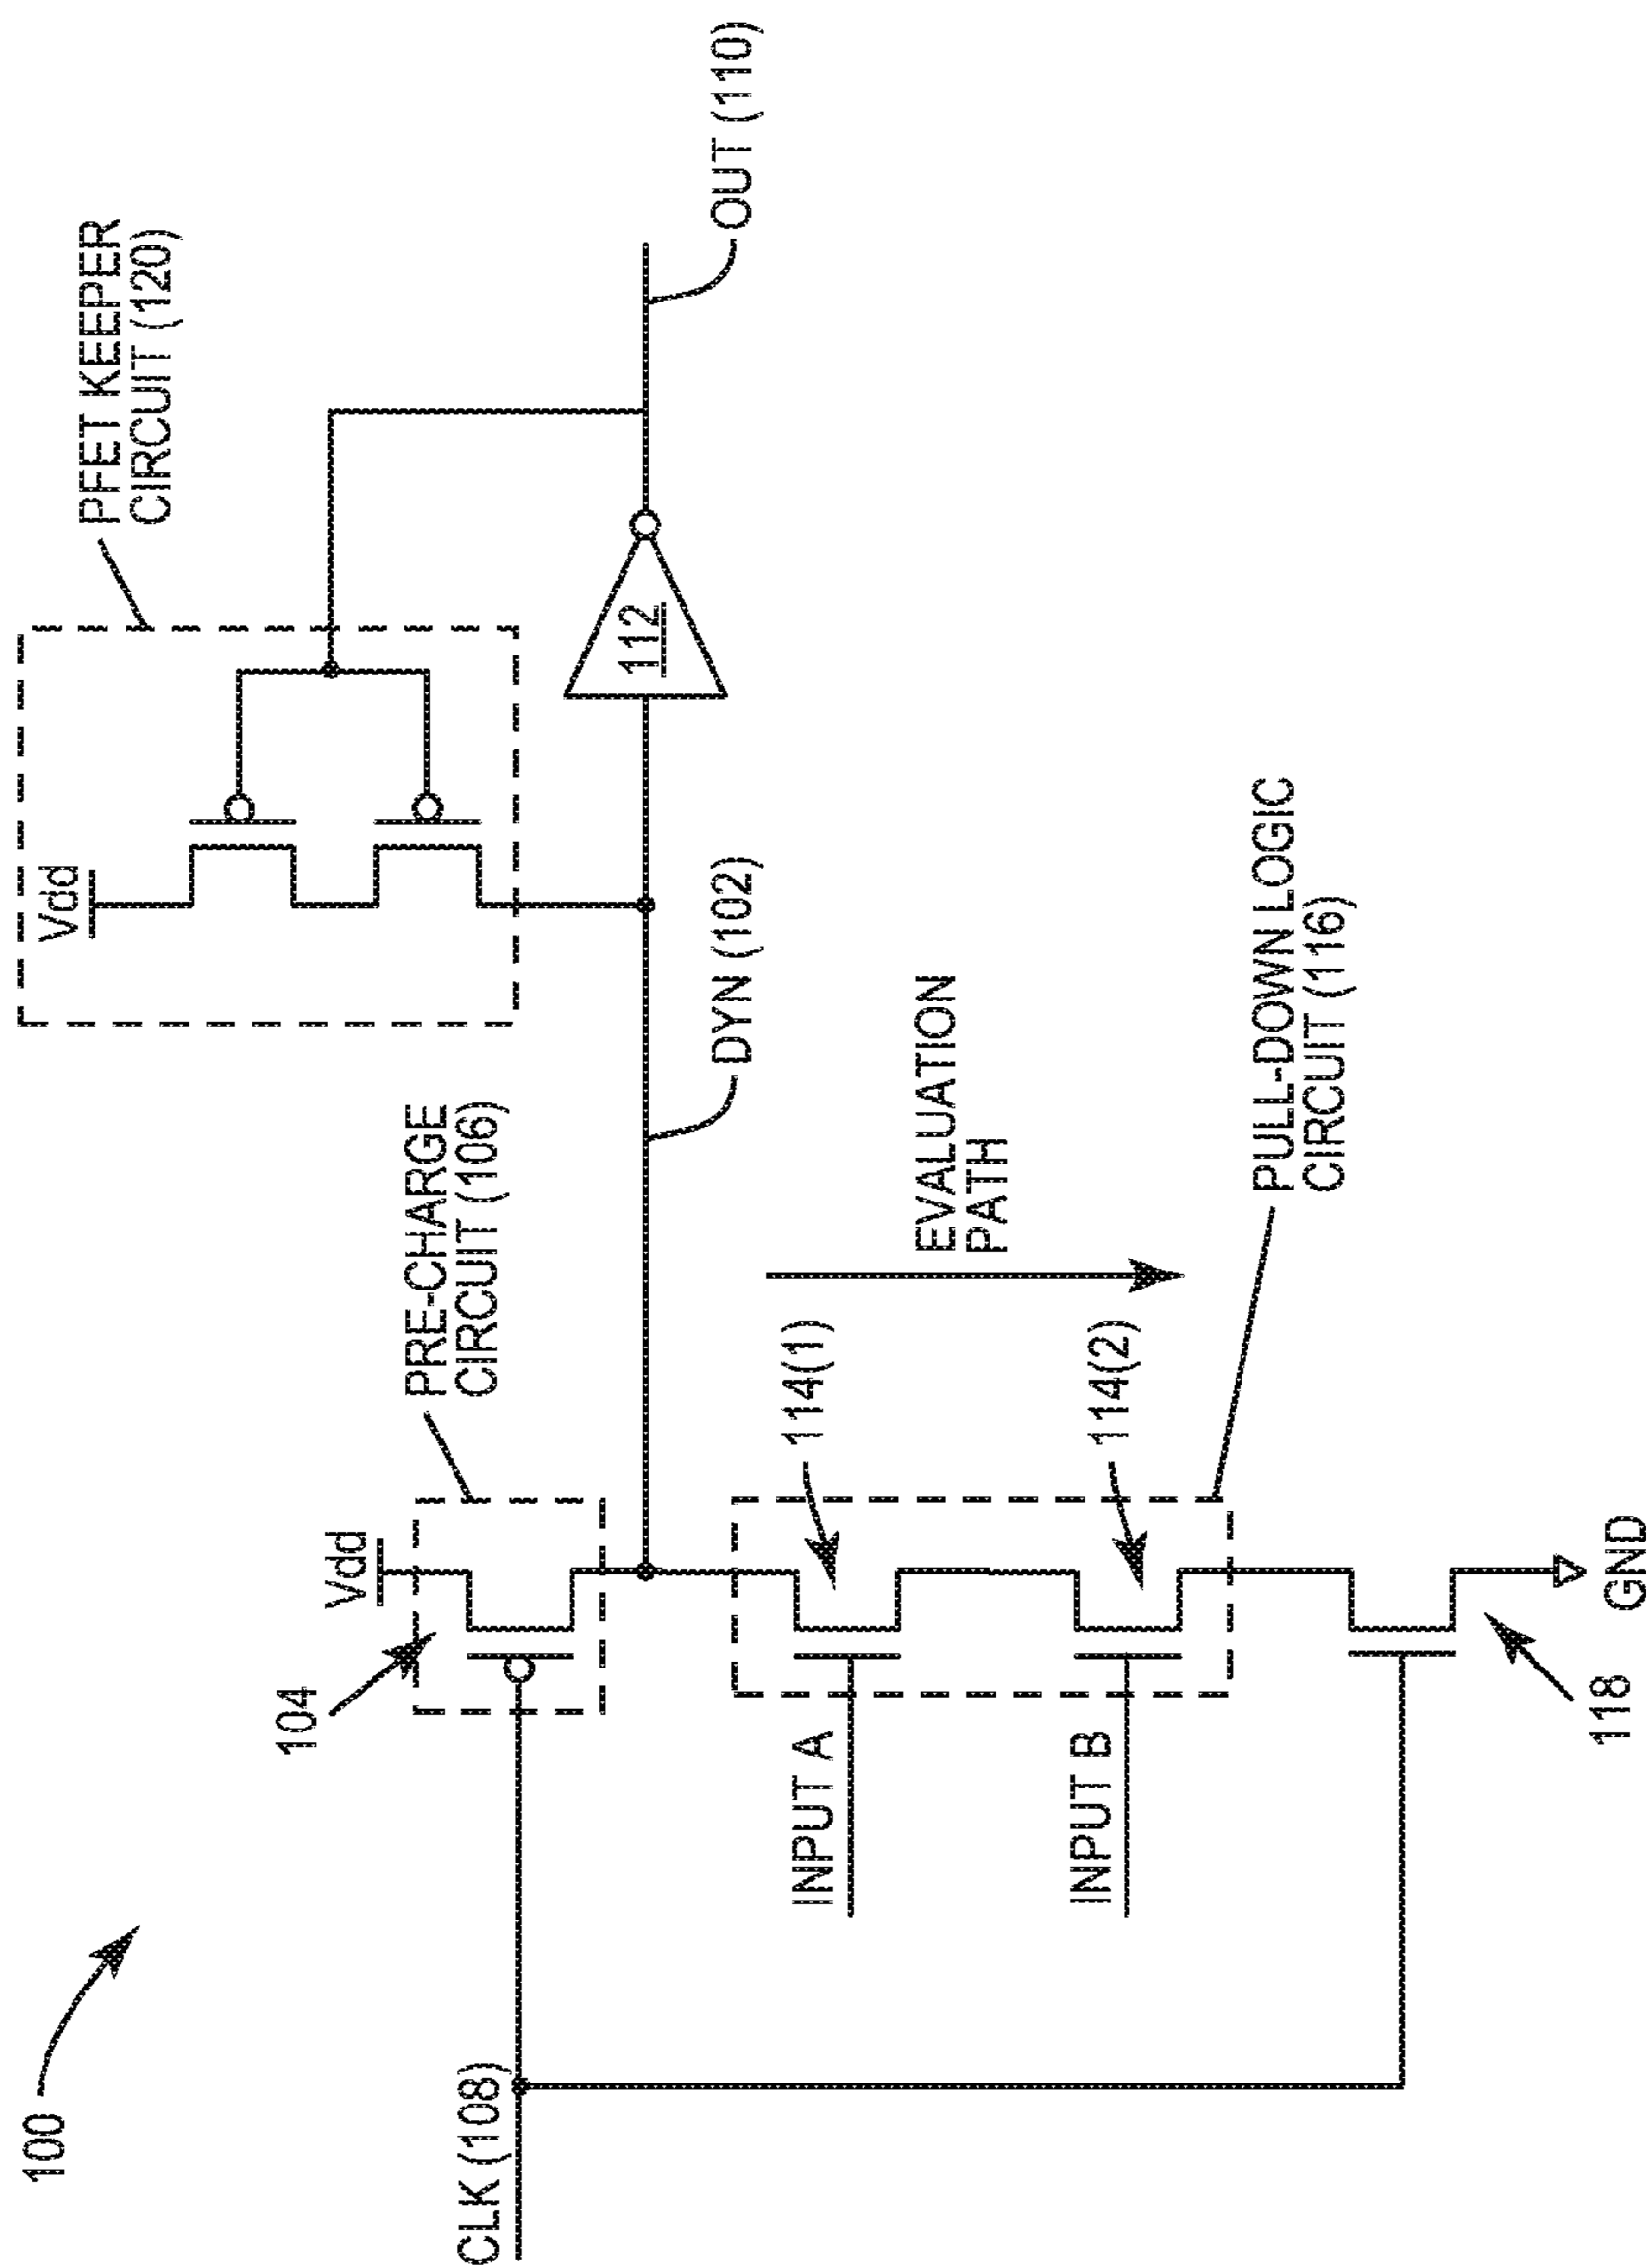 100
PFET KEEPER
CIRCUIT (120)
Vdd
112
OUT (110)
PRE-CHARGE
CIRCUIT (106)
Vdd
104
CLK (108)
DYN (102)
EVALUATION
PATH
INPUT A
114(1)
INPUT B
114(2)
PULL-DOWN LOGIC
CIRCUIT (116)
118
GND